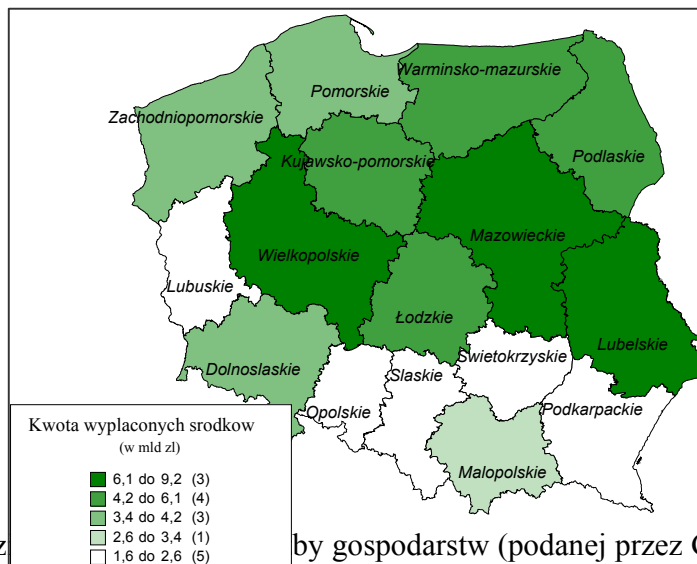 Warminsko-mazurskie
Pomorskie
Zachodniopomorskie
Kujawsko-pomorskie
Podlaskie
Mazowieckie
Wielkopolskie
Lubuskie
Łodzkie
Lubelskie
Swietokrzyskie
Dolnoslaskie
Slaskie
Opolskie
Podkarpackie
Malopolskie
Kwota wyplaconych srodkow
(w mld zl)
6,1 do 9,2 (3)
4,2 do 6,1 (4)
3,4 do 4,2 (3)
2,6 do 3,4 (1)
1,6 do 2,6 (5)
z by gospodarstw (podanej przez